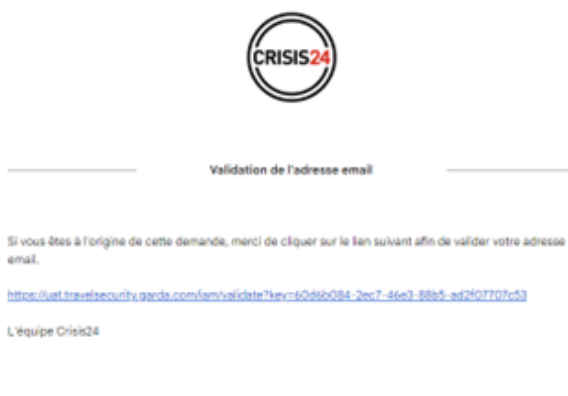 CRISIS24
Validation de l'adresse email
Si vous êtes à l'origine de cette demande, merci de cliquer sur le lien suivant afin de valider votre adresse
email.
https://uat.travelsecurity.garda.com/iam/validate?key=60d6b084-2ec7-46e3-88b5-ad2f07707c53
L'équipe Crisis24